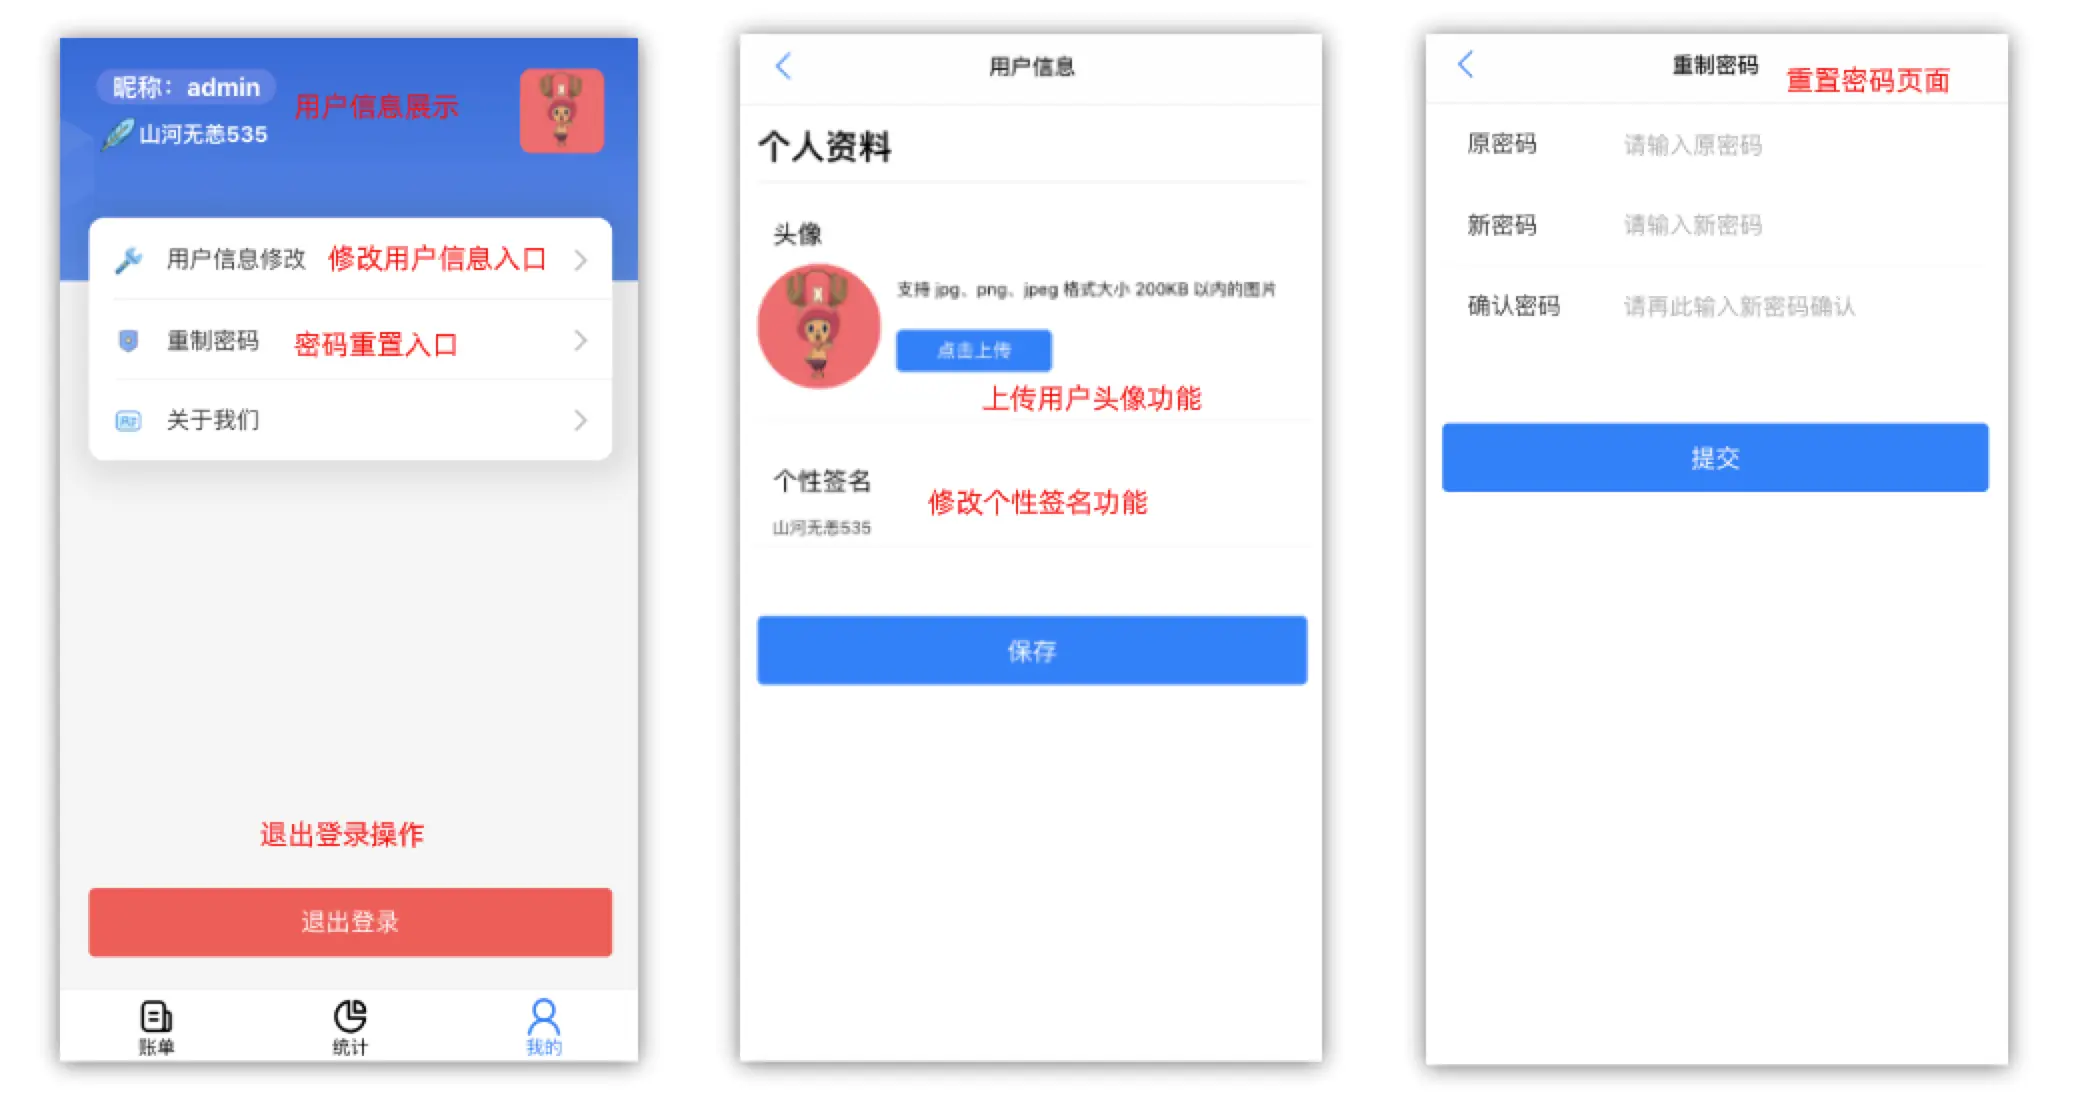 昵称：admin
用户信息展示
山河无恙535
用户信息修改 修改用户信息入口
重制密码 密码重置入口
关于我们
退出登录操作
退出登录
账单 统计 我的
用户信息
个人资料
头像
支持 jpg、png、jpeg 格式大小 200KB 以内的图片
点击上传
上传用户头像功能
个性签名
修改个性签名功能
山河无恙535
保存
重制密码
重置密码页面
原密码 请输入原密码
新密码 请输入新密码
确认密码 请再此输入新密码确认
提交